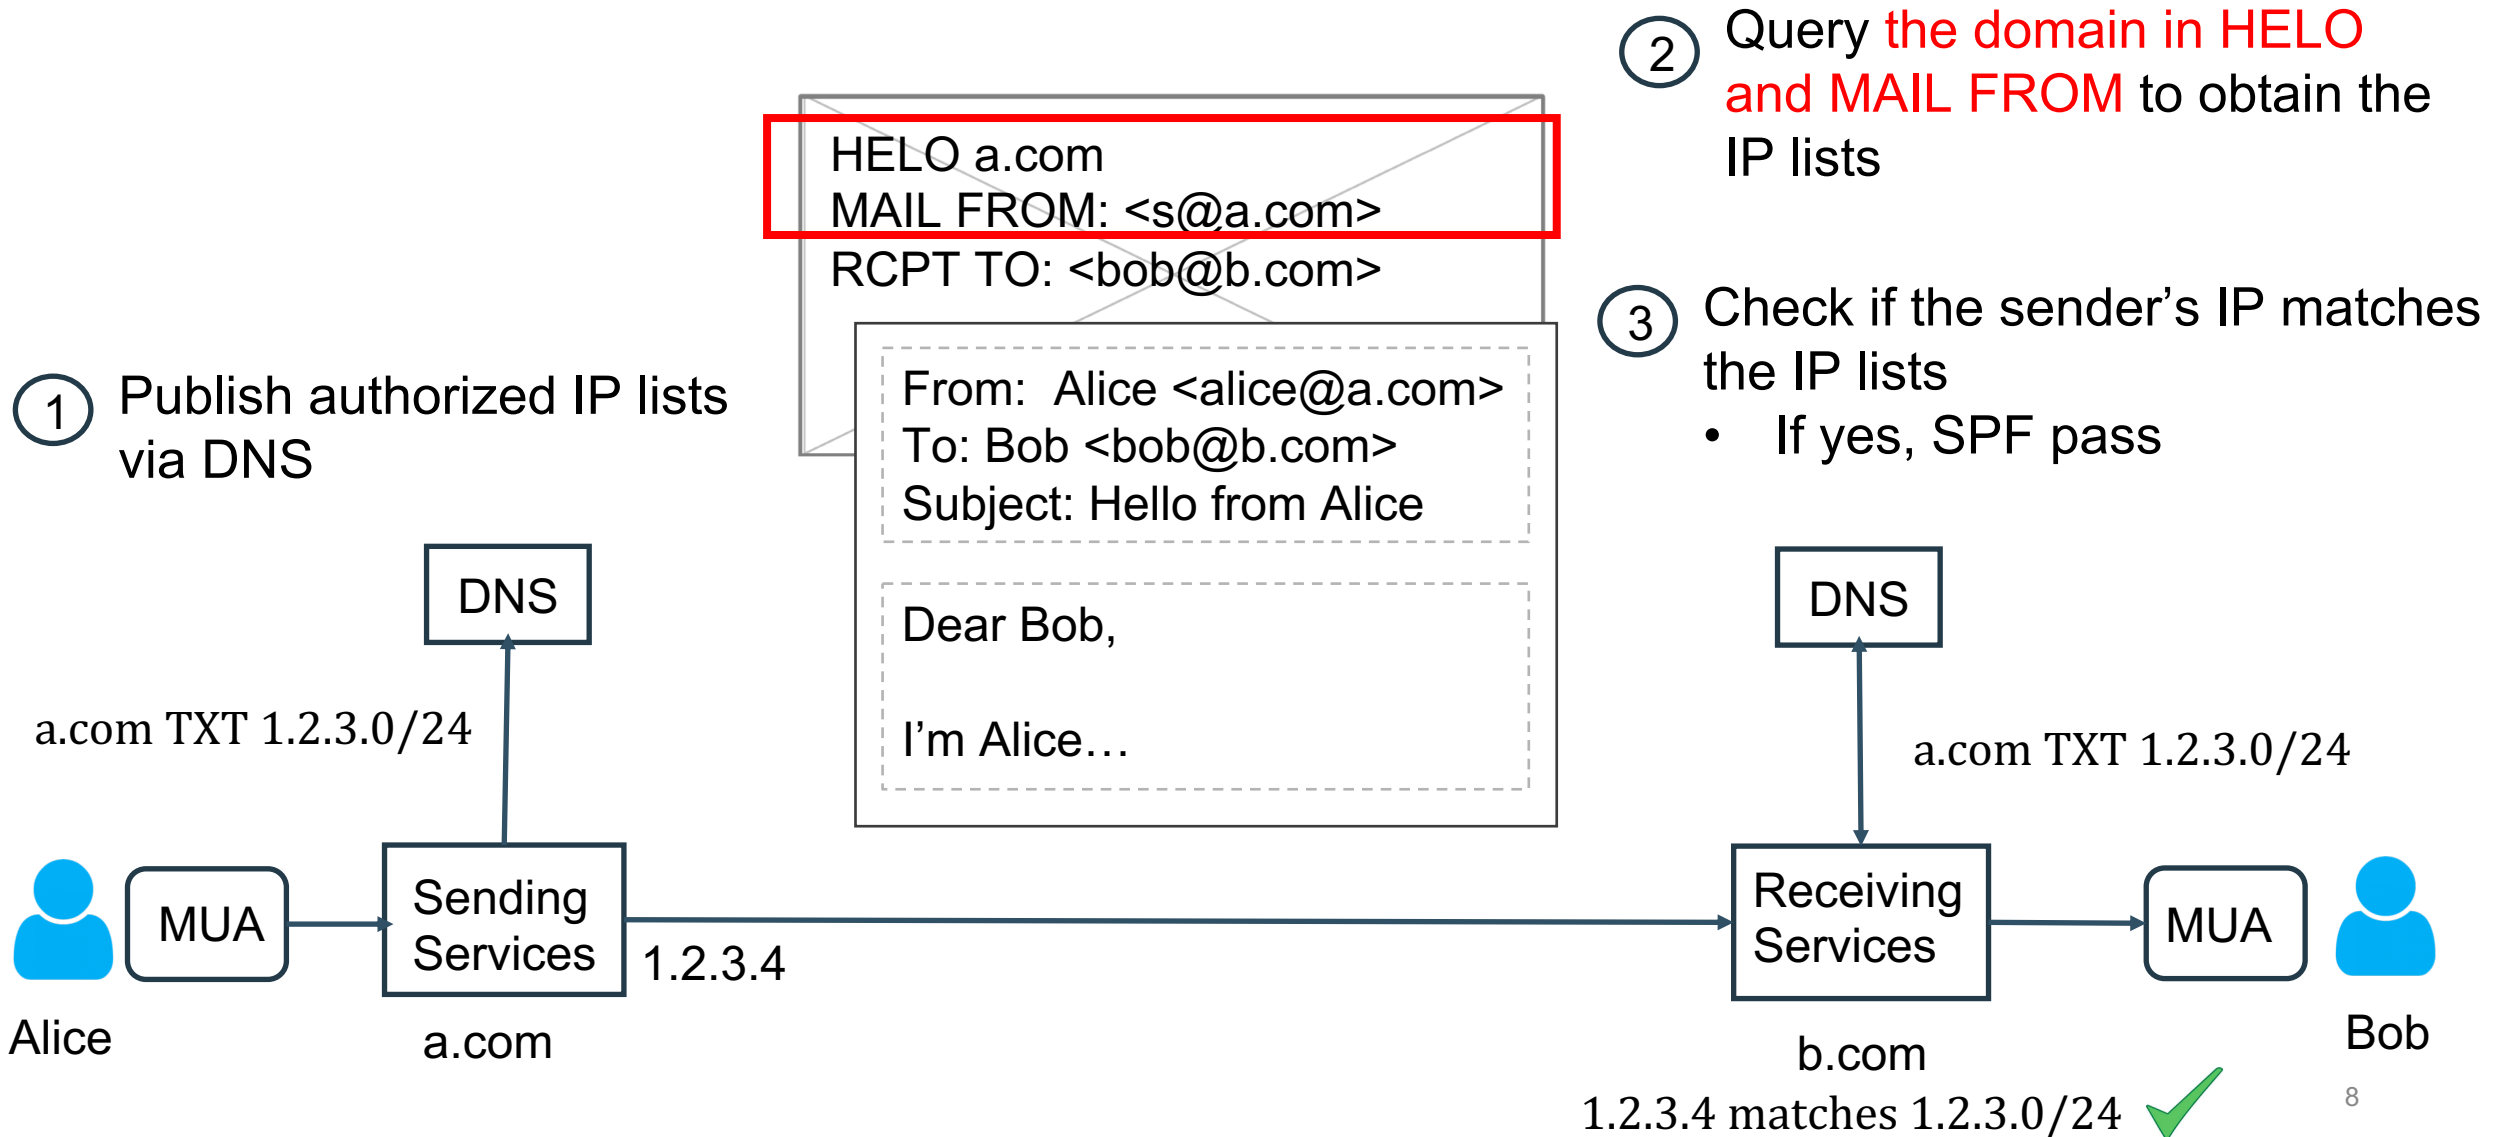 1
Publish authorized IP lists
via DNS
HELO a.com
MAIL FROM: <s@a.com>
RCPT TO: <bob@b.com>
From:  Alice <alice@a.com>
To: Bob <bob@b.com>
Subject: Hello from Alice
Dear Bob,
I’m Alice…
2
Query the domain in HELO
and MAIL FROM to obtain the
IP lists
3
Check if the sender’s IP matches
the IP lists
• If yes, SPF pass
DNS
DNS
a.com TXT 1.2.3.0/24
a.com TXT 1.2.3.0/24
MUA
Sending
Services
1.2.3.4
Receiving
Services
MUA
Alice
a.com
b.com
Bob
1.2.3.4 matches 1.2.3.0/24
8